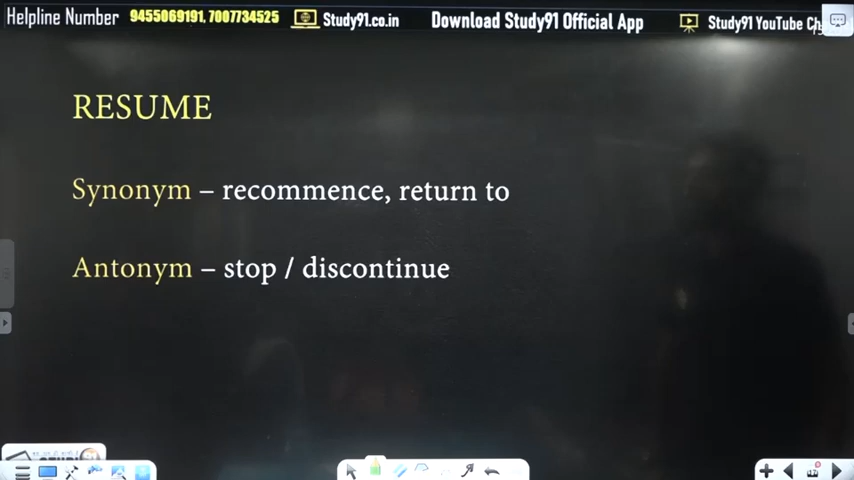 Helpline Number 9455069191, 7007734525 Study91.co.in Download Study91 Official App Study91 YouTube
RESUME
Synonym – recommence, return to
Antonym – stop / discontinue